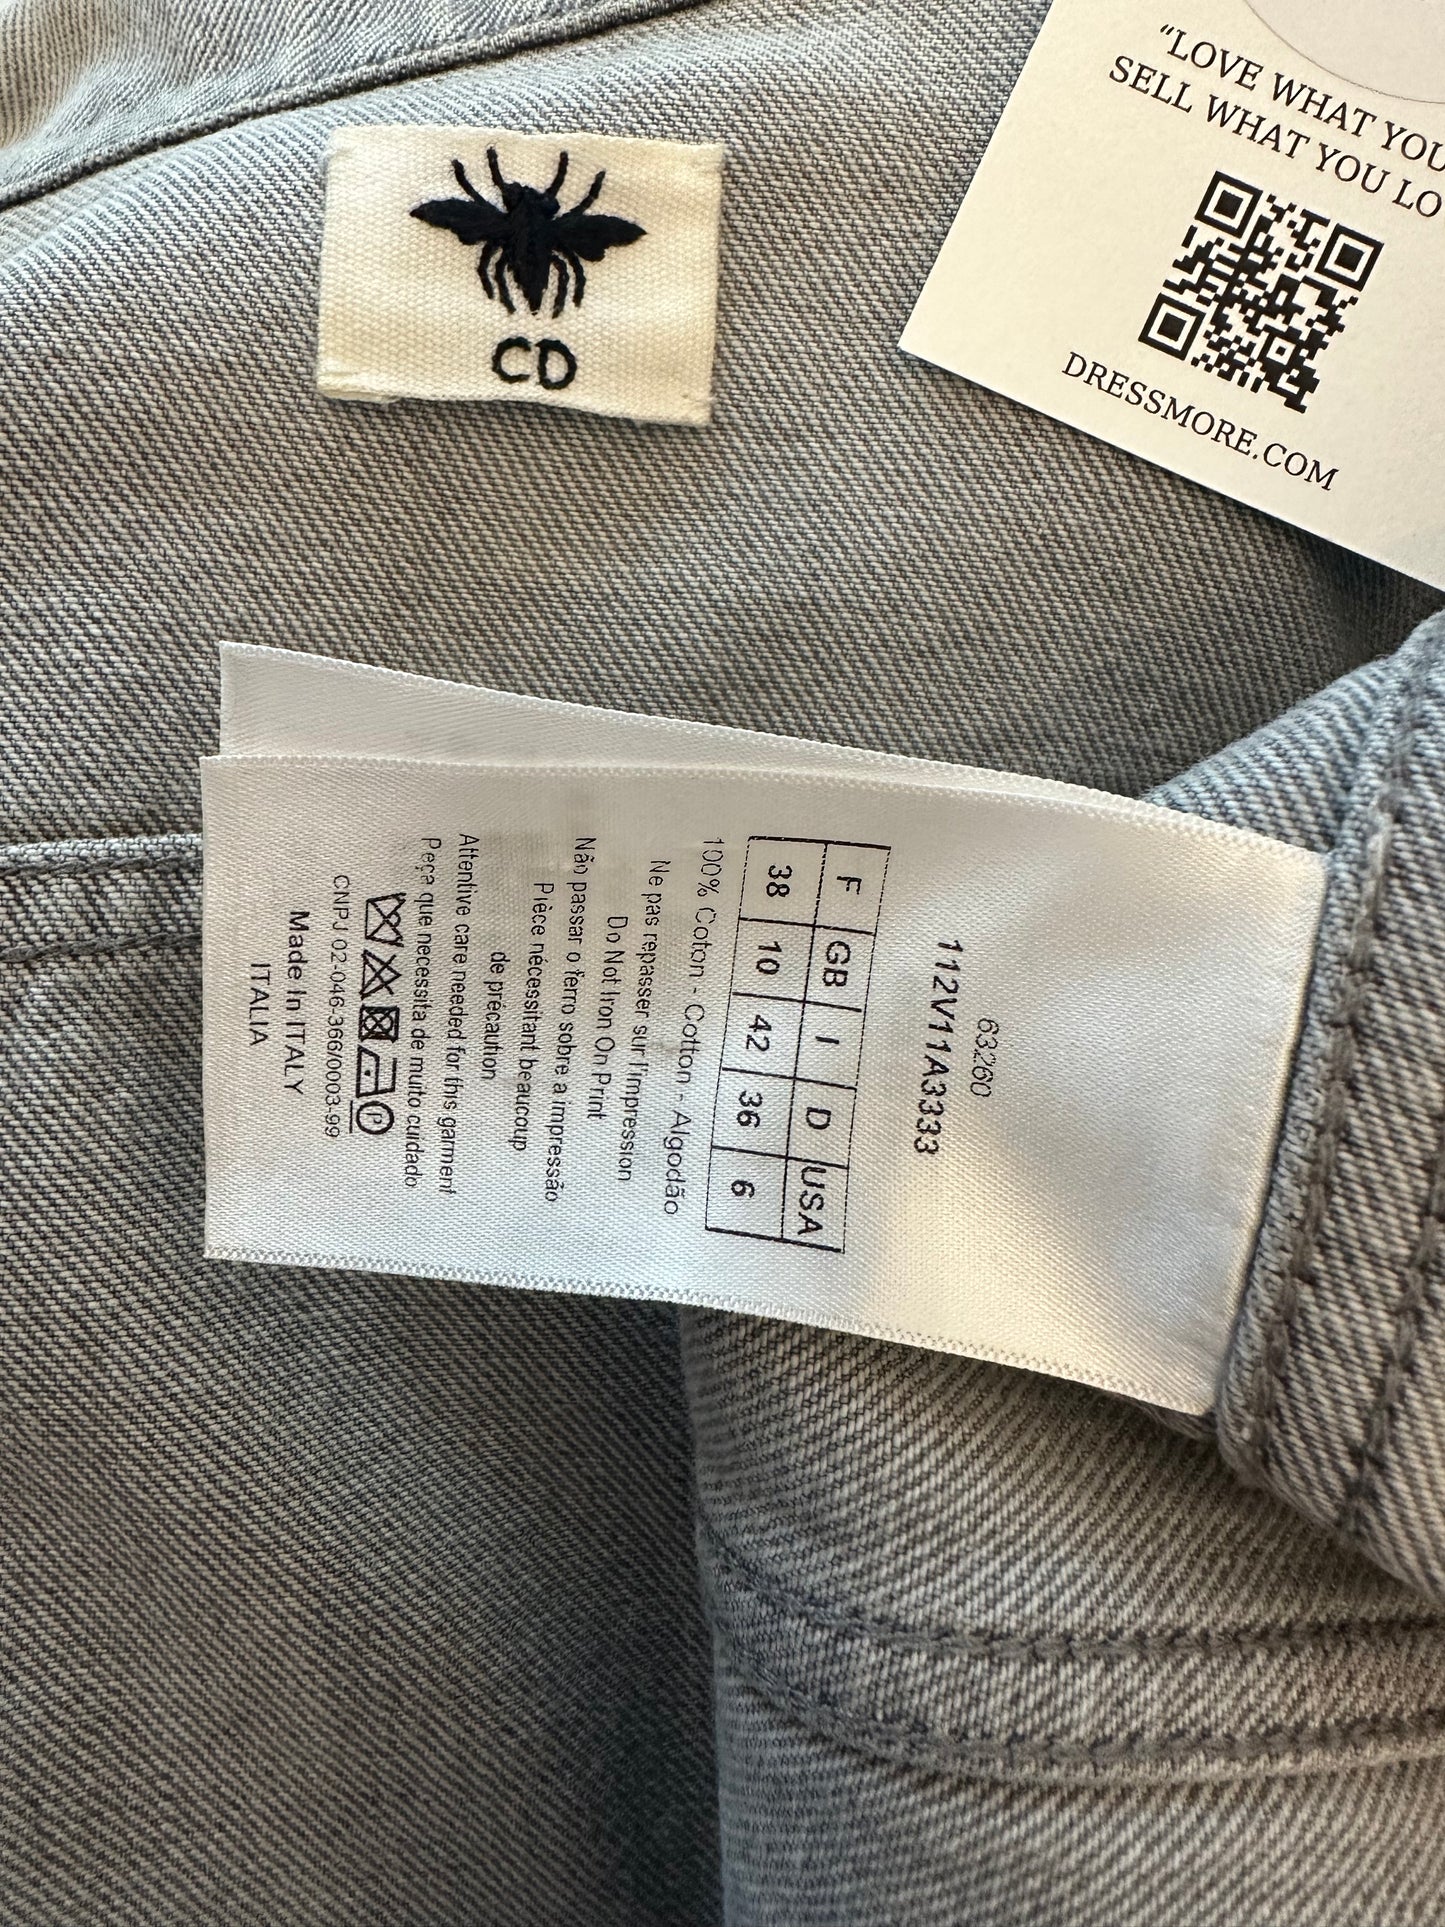 CD
"LOVE WHAT YOU
SELL WHAT YOU LO
DRESSMORE.COM
63260
112V11A3333
F GB I D USA
38 10 42 36 6
100% Coton - Cotton - Algodão
Ne pas repasser sur l'impression
Do Not Iron On Print
Não passar o ferro sobre a impressão
Pièce nécessitant beaucoup
de précaution
Attentive care needed for this garment
Peça que necessita de muito cuidado
P
CNPJ 02-046-366/0003-99
Made In ITALY
ITALIA